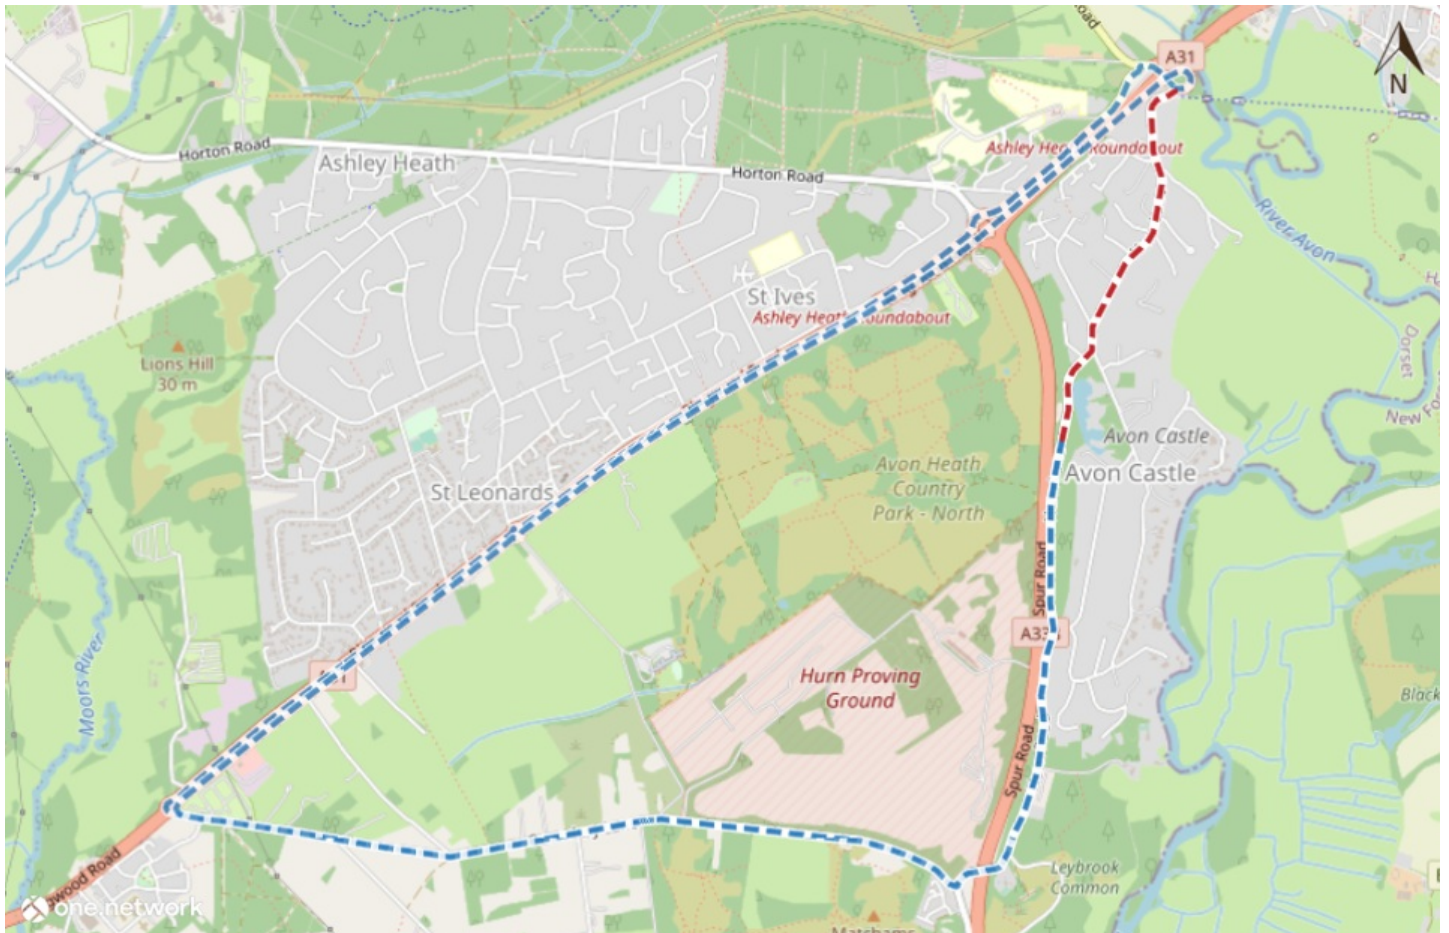 Road
A31
N
Horton Road
Ashley Heath
Horton Road
River Avon
St Ives
Lions Hill
30 m
Dorset
Avon Castle
Avon Castle
St Leonards
Avon Heath
Country
Park - North
Spur Road
Hurn Proving
Ground
Moors River
Spur Road
Leybrook
Common
one.network